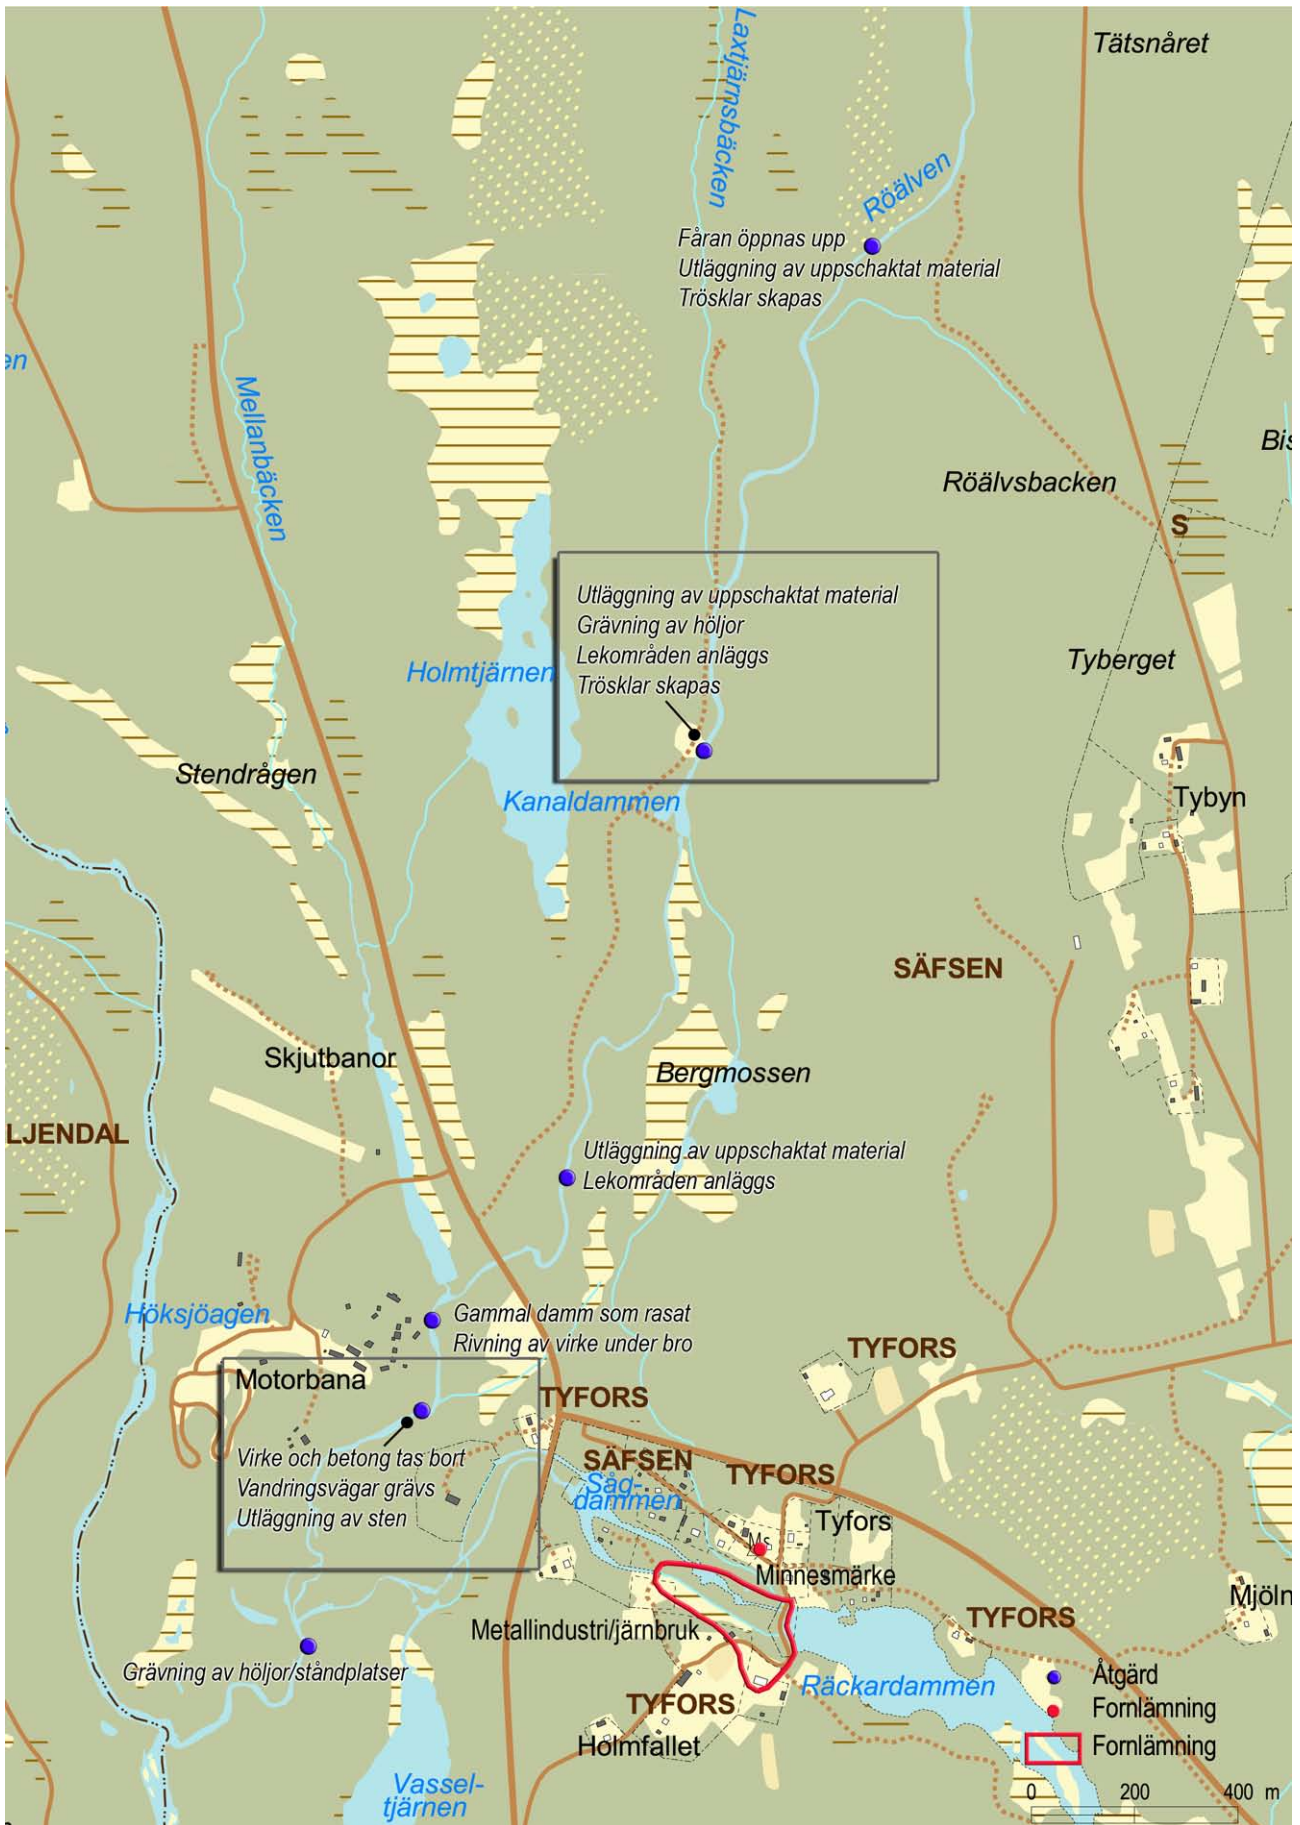 Tätsnåret
Laxtjärnsbäcken
Röälven
Fåran öppnas upp
Utläggning av uppschaktat material
Trösklar skapas
en
Mellanbäcken
Röälvsbacken
S
Utläggning av uppschaktat material
Grävning av höljor
Lekområden anläggs
Trösklar skapas
Holmtjärnen
Tyberget
Stendrågen
Kanaldammen
Tybyn
SÄFSEN
Skjutbanor
Bergmossen
LJENDAL
Utläggning av uppschaktat material
Lekområden anläggs
Höksjöagen
Gammal damm som rasat
Rivning av virke under bro
TYFORS
Motorbana
TYFORS
Virke och betong tas bort
Vandringsvägar grävs
Utläggning av sten
SÄFSEN
TYFORS
Såg-
dammen
Tyfors
Ms
Minnesmärke
Mjöln
Metallindustri/järnbruk
TYFORS
Grävning av höljor/ståndplatser
Räckardammen
Åtgärd
TYFORS
Fornlämning
Holmfallet
Fornlämning
Vassel-
tjärnen
0 200 400 m